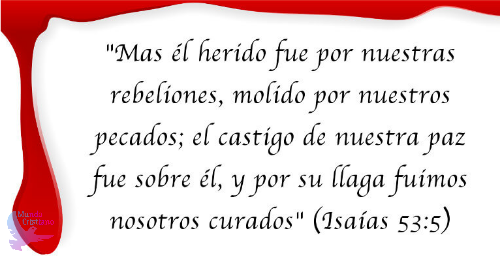 "Mas él herido fue por nuestras
rebeliones, molido por nuestros
pecados; el castigo de nuestra paz
fue sobre él, y por su llaga fuimos
nosotros curados" (Isaías 53:5)
Mundo